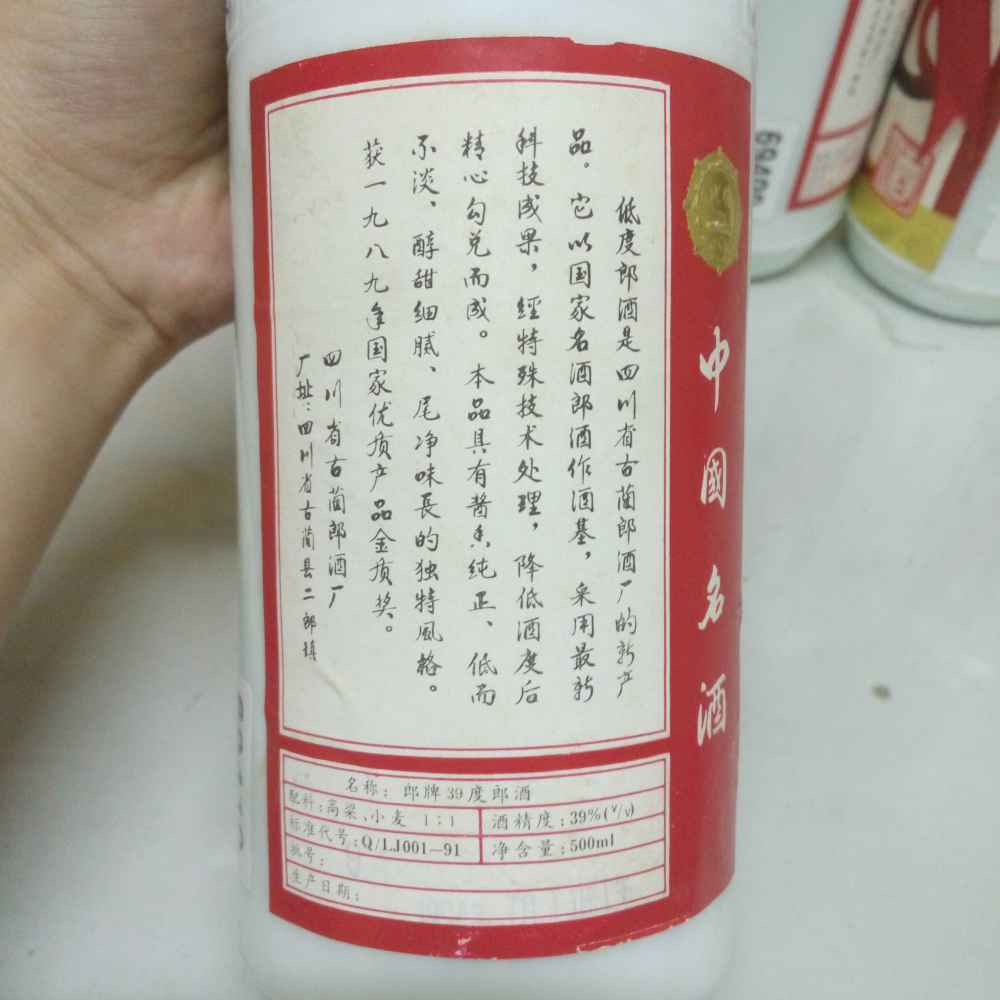 低度郎酒是四川省古蔺郎酒厂的新产
品。它以国家名酒郎酒作酒基，采用最新
科技成果，经特殊技术处理，降低酒度后
精心勾兑而成。本品具有酱香纯正、低而
不淡、醇甜细腻、尾净味長的独特風格。
获一九八九年国家优质产品金质奖。
四川省古蔺郎酒厂
厂址：四川省古蔺县二郎镇
中國名酒
名称：郎牌39度郎酒
配料：高粱、小麦 1：1
酒精度：39%(V/v)
标准代号：Q/LJ001—91
净含量：500ml
批号：
生产日期：